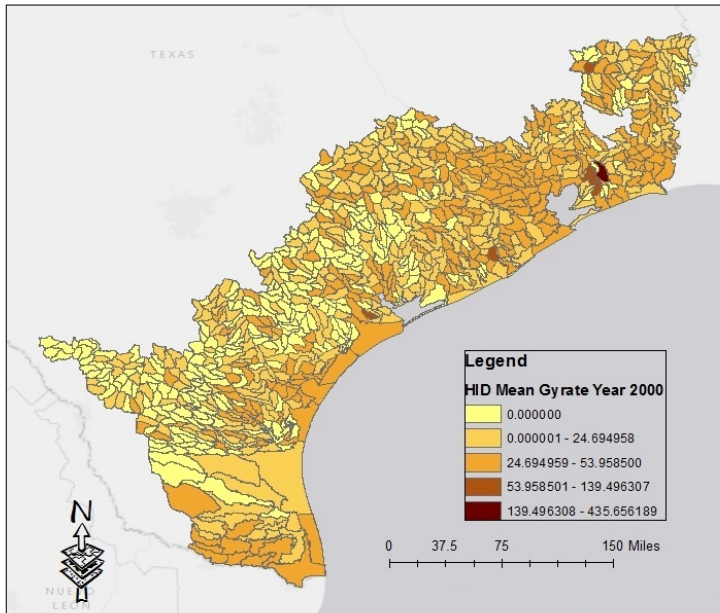 TEXAS
Legend
HID Mean Gyrate Year 2000
0.000000
0.000001 - 24.694958
24.694959 - 53.958500
53.958501 - 139.496307
139.496308 - 435.656189
N
0 37.5 75 150 Miles
NUEVO
LEON